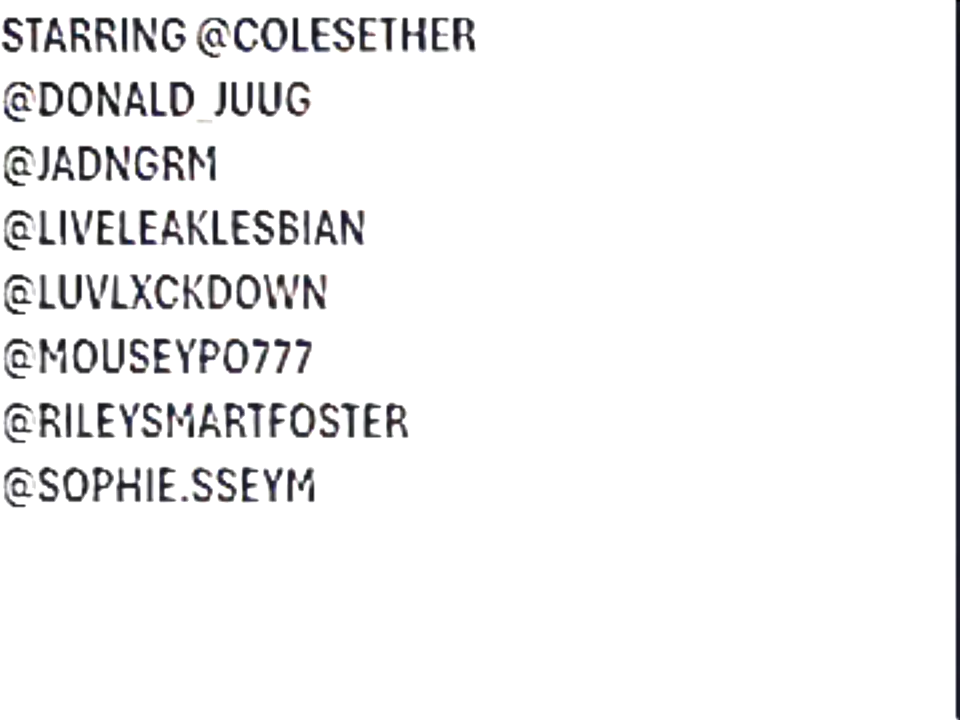 STARRING @COLESETHER
@DONALD_JUUG
@JADNGRM
@LIVELEAKLESBIAN
@LUVLXCKDOWN
@MOUSEYPO777
@RILEYSMARTFOSTER
@SOPHIE.SSEYM